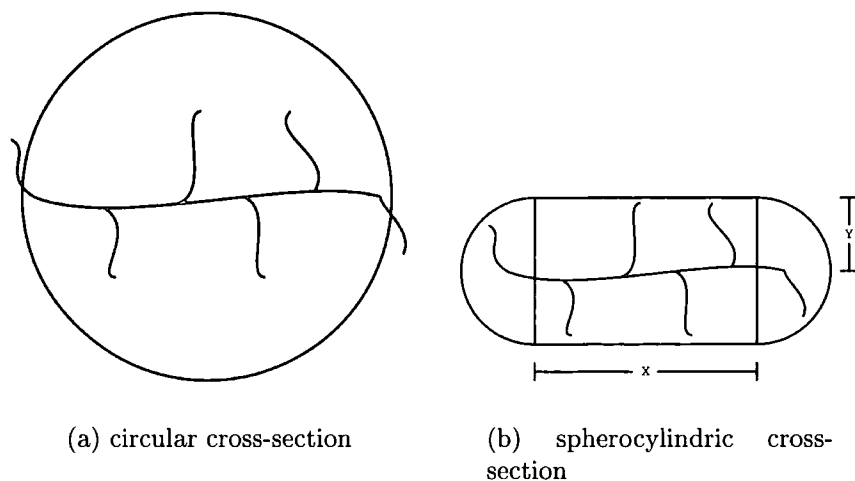 Y
X
(a) circular cross-section
(b) spherocylindric cross-
section